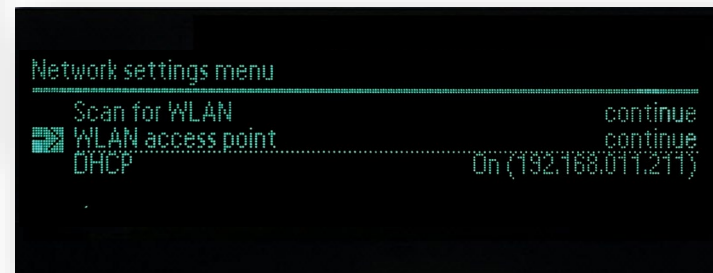 Network settings menu
Scan for WLAN continue
WLAN access point continue
DHCP On (192.168.011.211)